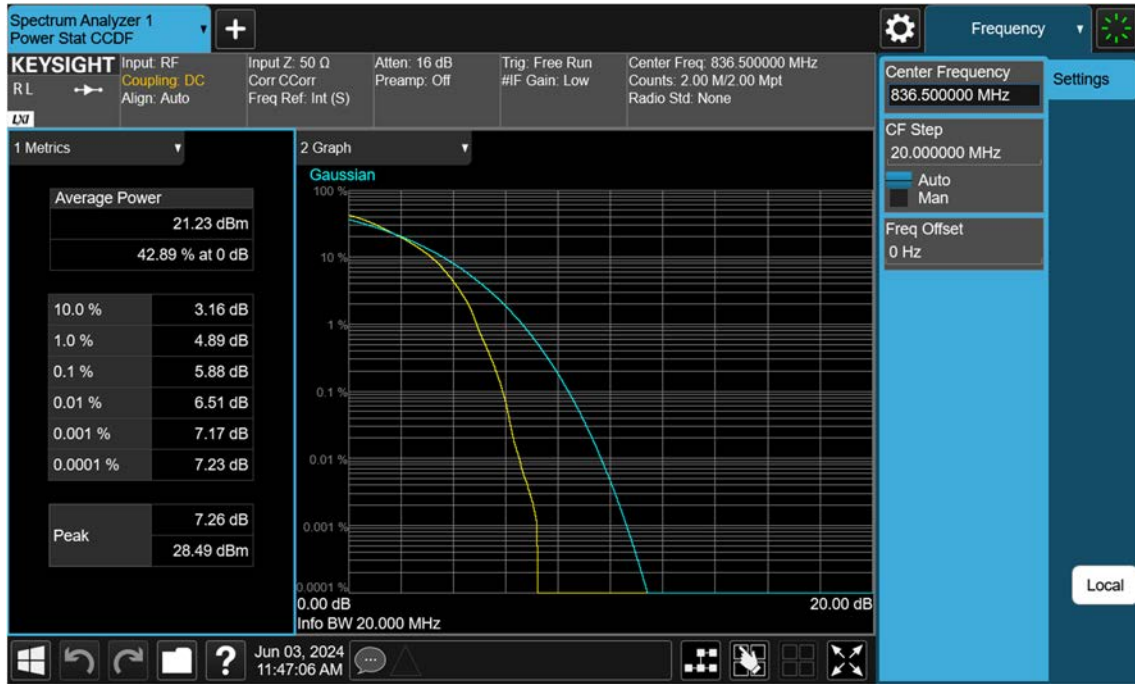 Spectrum Analyzer 1
Power Stat CCDF
Frequency
KEYSIGHT
R L
LXI
Input: RF
Coupling: DC
Align: Auto
Input Z: 50 Ω
Corr CCorr
Freq Ref: Int (S)
Atten: 16 dB
Preamp: Off
Trig: Free Run
#IF Gain: Low
Center Freq: 836.500000 MHz
Counts: 2.00 M/2.00 Mpt
Radio Std: None
Center Frequency
836.500000 MHz
Settings
CF Step
20.000000 MHz
Auto
Man
Freq Offset
0 Hz
Local
1 Metrics
Average Power
21.23 dBm
42.89 % at 0 dB
10.0 % 3.16 dB
1.0 % 4.89 dB
0.1 % 5.88 dB
0.01 % 6.51 dB
0.001 % 7.17 dB
0.0001 % 7.23 dB
Peak
7.26 dB
28.49 dBm
2 Graph
Gaussian
100 %
10 %
1 %
0.1 %
0.01 %
0.001 %
0.0001 %
0.00 dB 20.00 dB
Info BW 20.000 MHz
?
Jun 03, 2024
11:47:06 AM